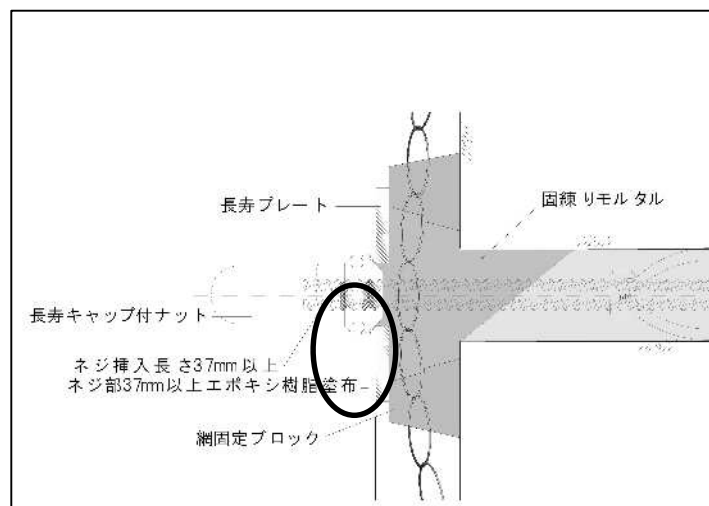 長寿プレート
固練りモルタル
長寿キャップ付ナット
ネジ挿入長さ37mm以上
ネジ部37mm以上エポキシ樹脂塗布
網固定ブロック